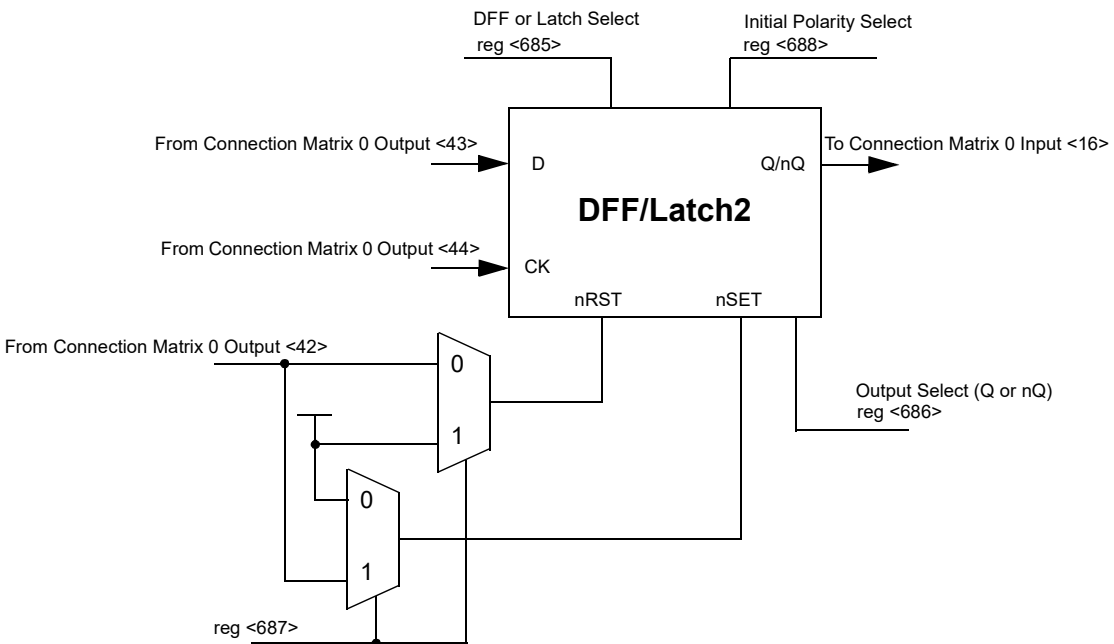 DFF or Latch Select
reg <685>
Initial Polarity Select
reg <688>
From Connection Matrix 0 Output <43>
D
Q/nQ
To Connection Matrix 0 Input <16>
DFF/Latch2
From Connection Matrix 0 Output <44>
CK
nRST
nSET
From Connection Matrix 0 Output <42>
0
1
Output Select (Q or nQ)
reg <686>
0
1
reg <687>